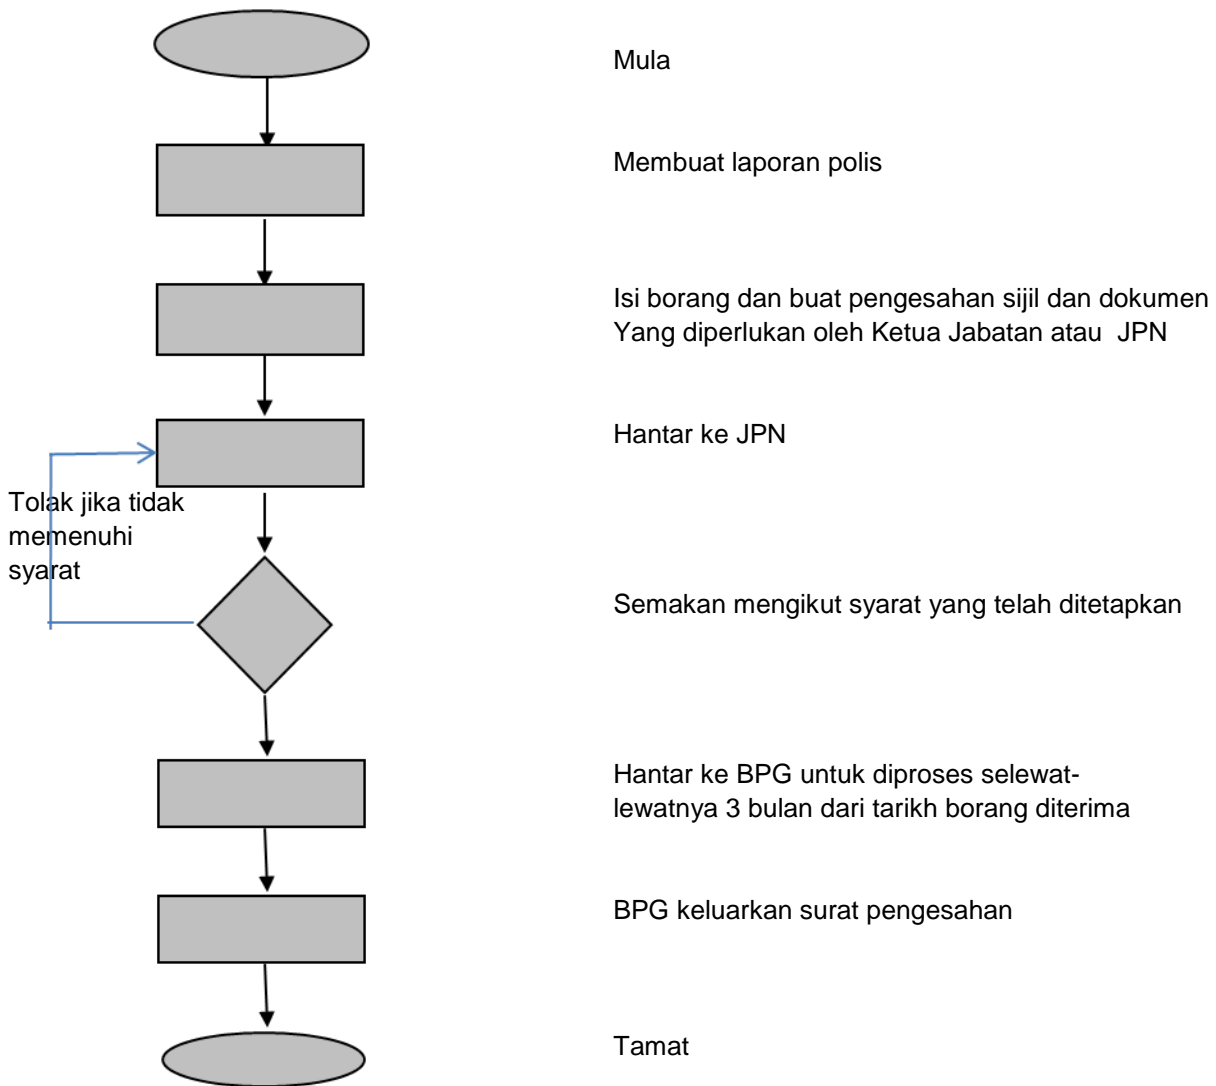 Mula
Membuat laporan polis
Isi borang dan buat pengesahan sijil dan dokumen
Yang diperlukan oleh Ketua Jabatan atau JPN
Hantar ke JPN
Tolak jika tidak
memenuhi
syarat
Semakan mengikut syarat yang telah ditetapkan
Hantar ke BPG untuk diproses selewat-
lewatnya 3 bulan dari tarikh borang diterima
BPG keluarkan surat pengesahan
Tamat